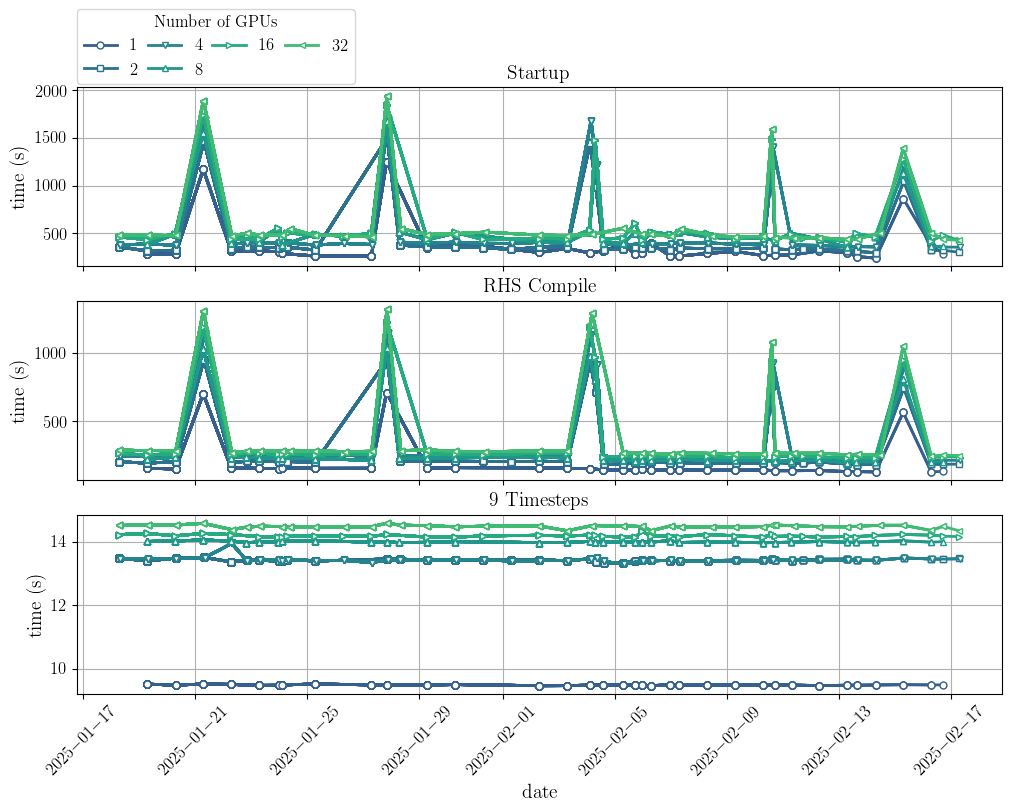 Number of GPUs
1 4 16 32
2 8
Startup
2000
1500
1000
500
time (s)
RHS Compile
1000
500
time (s)
9 Timesteps
14
12
10
time (s)
2025−01−17 2025−01−21 2025−01−25 2025−01−29 2025−02−01 2025−02−05 2025−02−09 2025−02−13 2025−02−17
date